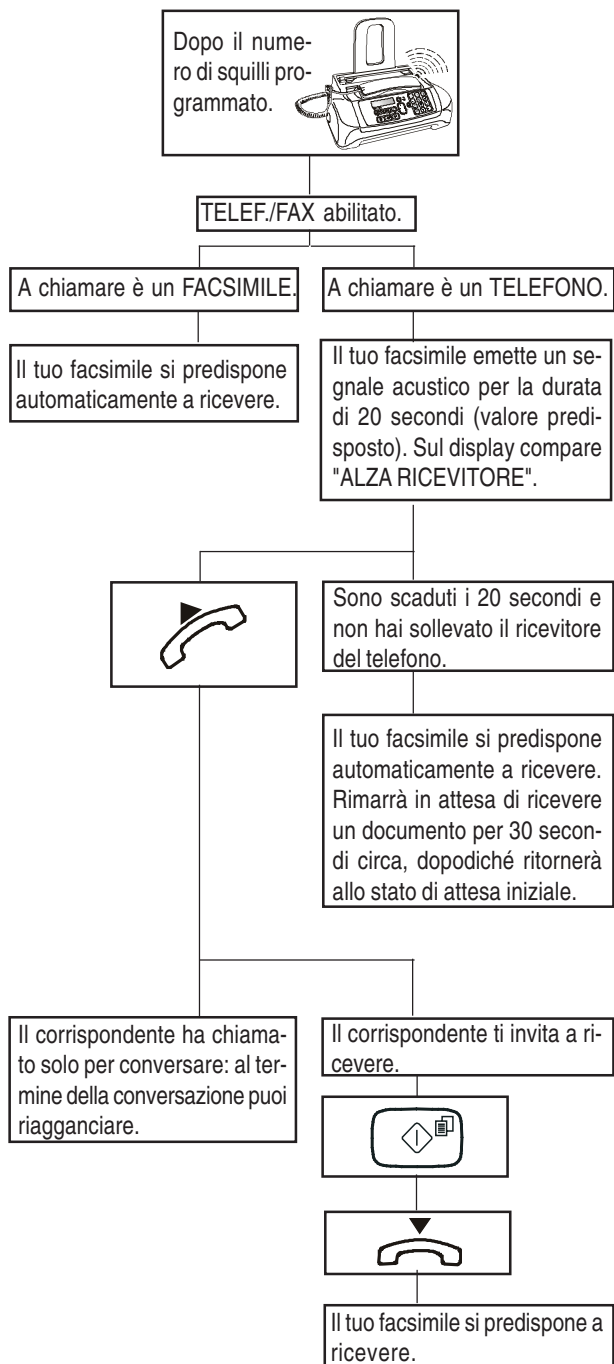 Dopo il nume-
ro di squilli pro-
grammato.
TELEF./FAX abilitato.
A chiamare è un FACSIMILE.
A chiamare è un TELEFONO.
Il tuo facsimile si predispone
automaticamente a ricevere.
Il tuo facsimile emette un se-
gnale acustico per la durata
di 20 secondi (valore predi-
sposto). Sul display compare
"ALZA RICEVITORE".
Sono scaduti i 20 secondi e
non hai sollevato il ricevitore
del telefono.
Il tuo facsimile si predispone
automaticamente a ricevere.
Rimarrà in attesa di ricevere
un documento per 30 secon-
di circa, dopodiché ritornerà
allo stato di attesa iniziale.
Il corrispondente ha chiama-
to solo per conversare: al ter-
mine della conversazione puoi
riagganciare.
Il corrispondente ti invita a ri-
cevere.
Il tuo facsimile si predispone a
ricevere.